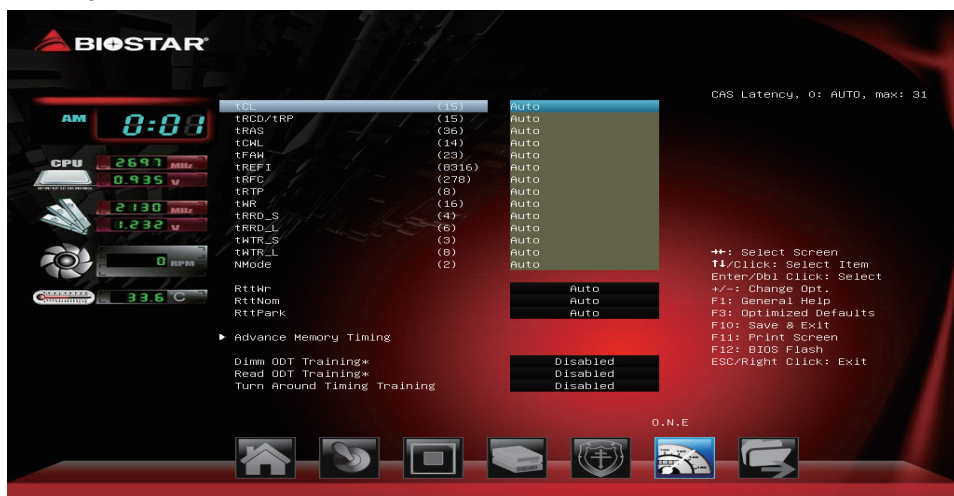 BIOSTAR
CAS Latency, 0: AUTO, max: 31
AM 0:01
CPU 2697 MHz
0.935 V
2130 MHz
1.232 V
0 RPM
33.6 C
tCL (15) Auto
tRCD/tRP (15) Auto
tRAS (36) Auto
tCWL (14) Auto
tFAW (23) Auto
tREFI (8316) Auto
tRFC (278) Auto
tRTP (8) Auto
tWR (16) Auto
tRRD_S (4) Auto
tRRD_L (6) Auto
tWTR_S (3) Auto
tWTR_L (8) Auto
NMode (2) Auto
RttWr Auto
RttNom Auto
RttPark Auto
Advance Memory Timing
Dimm ODT Training* Disabled
Read ODT Training* Disabled
Turn Around Timing Training Disabled
→←: Select Screen
↑↓/Click: Select Item
Enter/Dbl Click: Select
+/-: Change Opt.
F1: General Help
F3: Optimized Defaults
F10: Save & Exit
F11: Print Screen
F12: BIOS Flash
ESC/Right Click: Exit
O.N.E